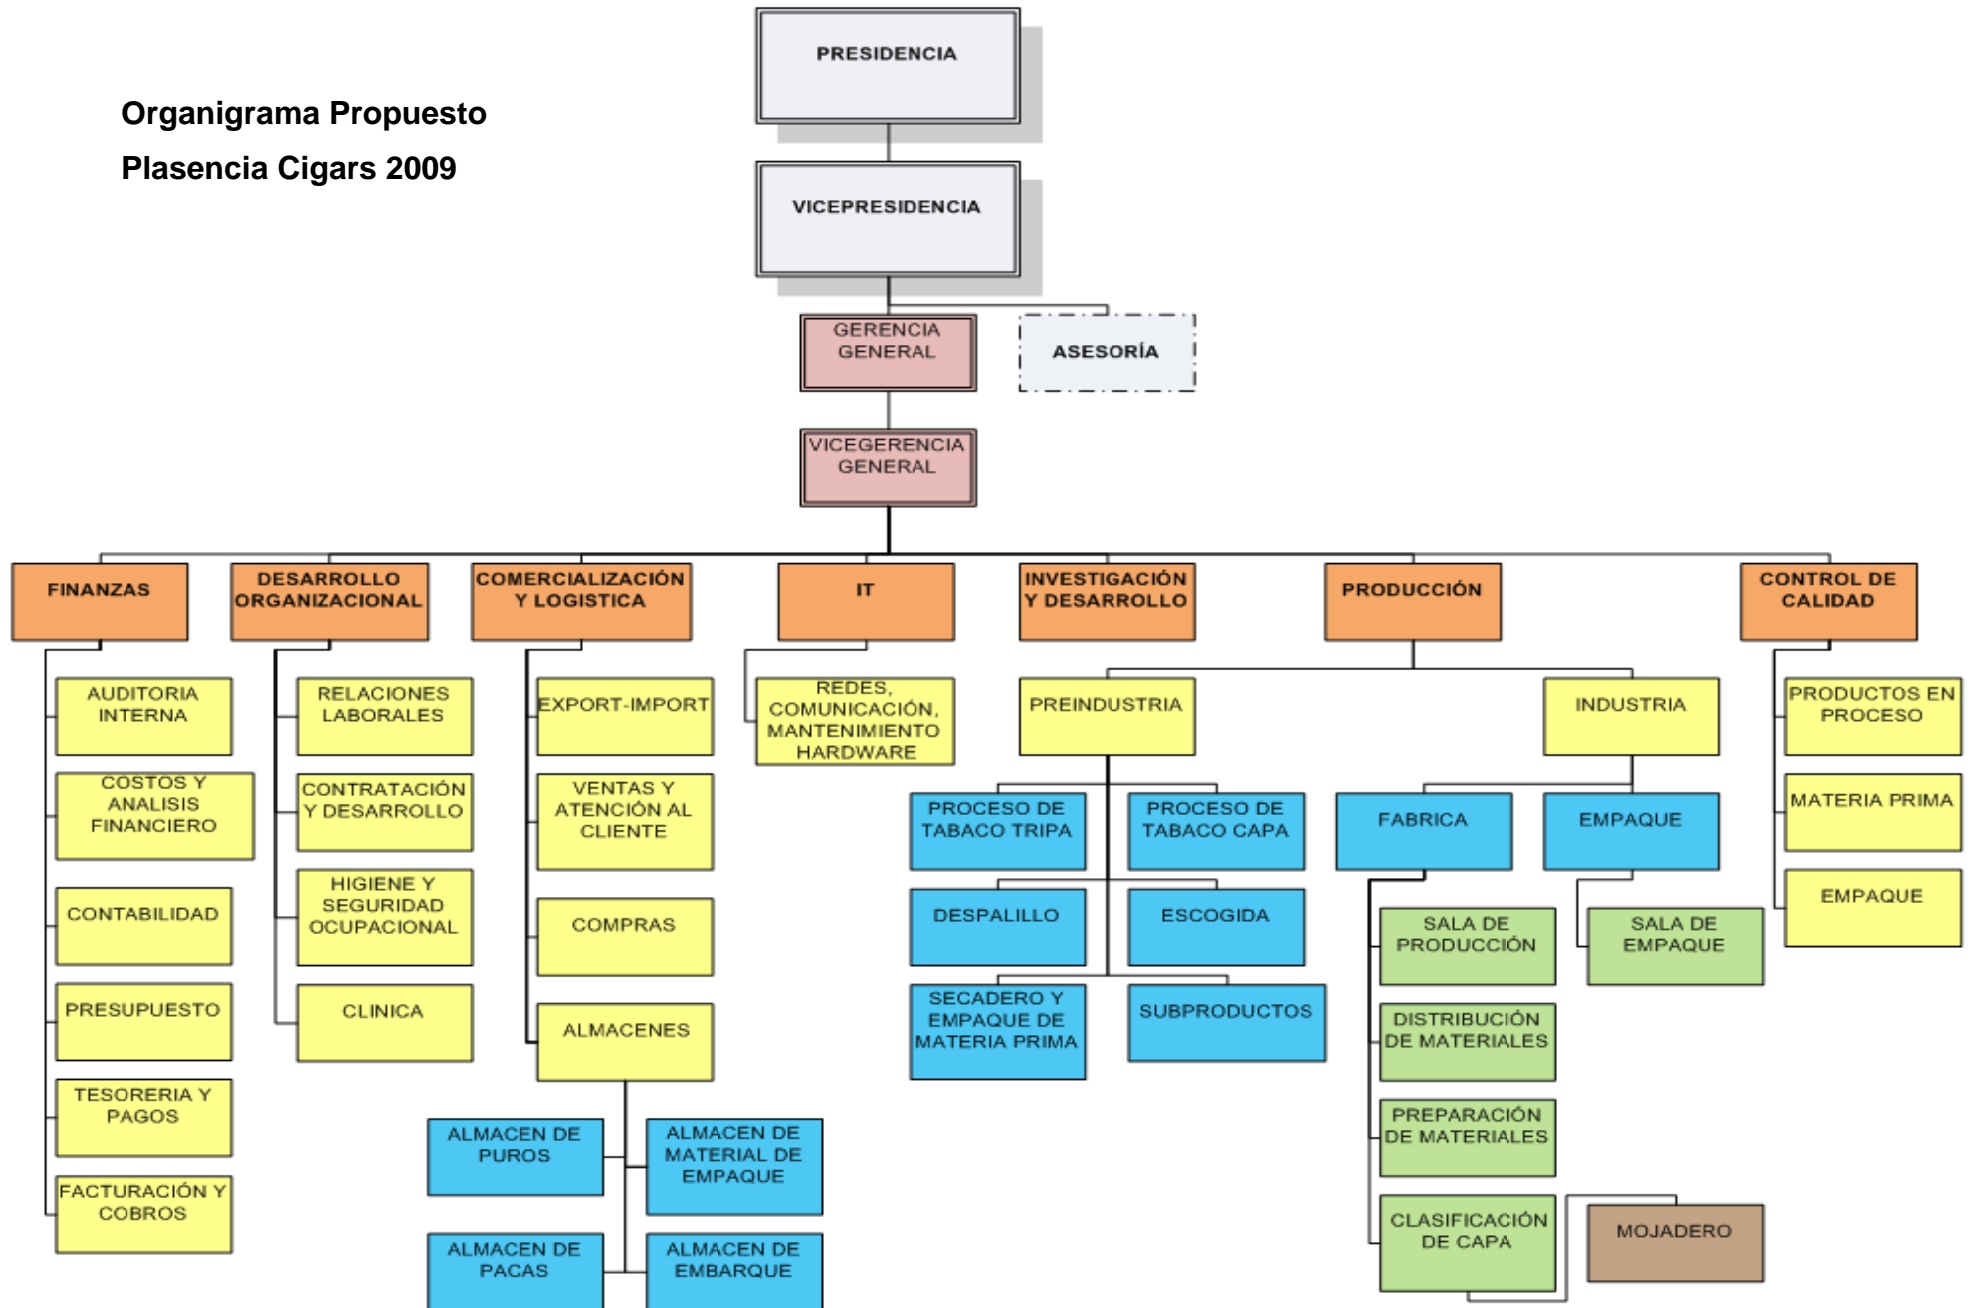 PRESIDENCIA
Organigrama Propuesto
Plasencia Cigars 2009
VICEPRESIDENCIA
GERENCIA
GENERAL
ASESORÍA
VICEGERENCIA
GENERAL
FINANZAS
DESARROLLO
ORGANIZACIONAL
COMERCIALIZACIÓN
Y LOGISTICA
IT
INVESTIGACIÓN
Y DESARROLLO
PRODUCCIÓN
CONTROL DE
CALIDAD
AUDITORIA
INTERNA
COSTOS Y
ANALISIS
FINANCIERO
CONTABILIDAD
PRESUPUESTO
TESORERIA Y
PAGOS
FACTURACIÓN Y
COBROS
RELACIONES
LABORALES
CONTRATACIÓN
Y DESARROLLO
HIGIENE Y
SEGURIDAD
OCUPACIONAL
CLINICA
EXPORT-IMPORT
VENTAS Y
ATENCIÓN AL
CLIENTE
COMPRAS
ALMACENES
ALMACEN DE
PUROS
ALMACEN DE
MATERIAL DE
EMPAQUE
ALMACEN DE
PACAS
ALMACEN DE
EMBARQUE
REDES,
COMUNICACIÓN,
MANTENIMIENTO
HARDWARE
PREINDUSTRIA
PROCESO DE
TABACO TRIPA
PROCESO DE
TABACO CAPA
DESPALILLO
ESCOGIDA
SECADERO Y
EMPAQUE DE
MATERIA PRIMA
SUBPRODUCTOS
INDUSTRIA
FABRICA
EMPAQUE
SALA DE
PRODUCCIÓN
DISTRIBUCIÓN
DE MATERIALES
PREPARACIÓN
DE MATERIALES
CLASIFICACIÓN
DE CAPA
SALA DE
EMPAQUE
MOJADERO
PRODUCTOS EN
PROCESO
MATERIA PRIMA
EMPAQUE